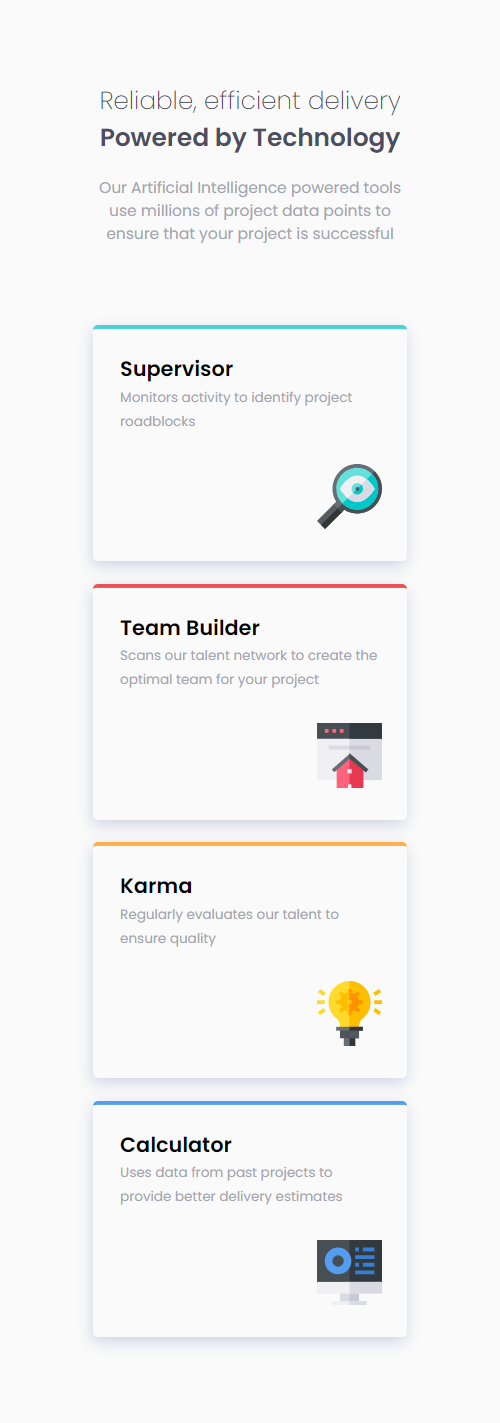 Reliable, efficient delivery
Powered by Technology
Our Artificial Intelligence powered tools
use millions of project data points to
ensure that your project is successful
Supervisor
Monitors activity to identify project
roadblocks
Team Builder
Scans our talent network to create the
optimal team for your project
Karma
Regularly evaluates our talent to
ensure quality
Calculator
Uses data from past projects to
provide better delivery estimates